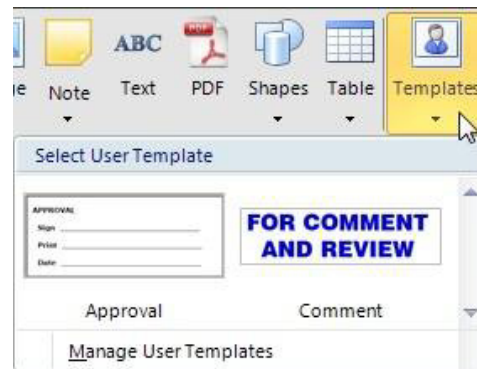 ABC
PDF
e Note Text PDF Shapes Table Templates
Select User Template
APPROVAL
Sign
Print
Date
FOR COMMENT
AND REVIEW
Approval Comment
Manage User Templates